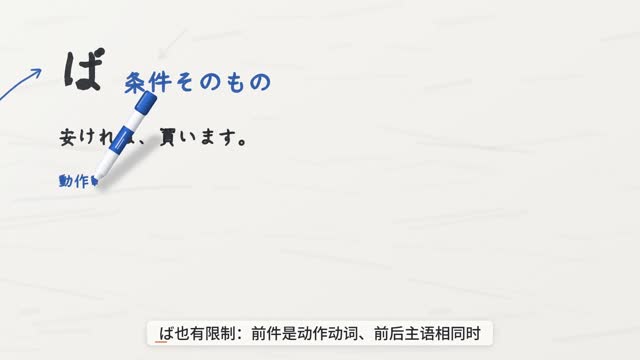 ば 条件そのもの
安ければ、買います。
動作
ば也有限制：前件是动作动词、前后主语相同时